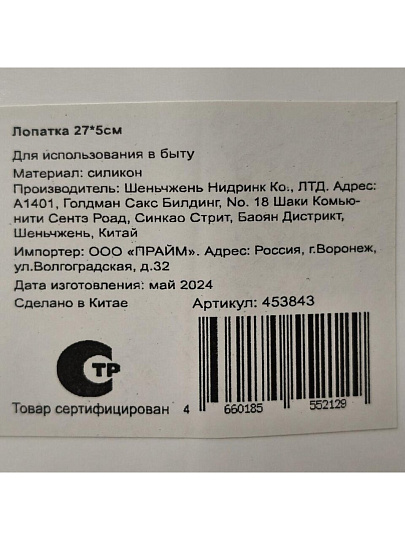 Лопатка 27*5см
Для использования в быту
Материал: силикон
Производитель: Шеньчжень Нидринк Ко., ЛТД. Адрес:
А1401, Голдман Сакс Билдинг, No. 18 Шаки Комью-
нити Сентэ Роад, Синкао Стрит, Баоян Дистрикт,
Шеньчжень, Китай
Импортер: ООО «ПРАЙМ». Адрес: Россия, г.Воронеж,
ул.Волгоградская, д.32
Дата изготовления: май 2024
Сделано в Китае Артикул: 453843
СТР
Товар сертифицирован 4 660185 552129